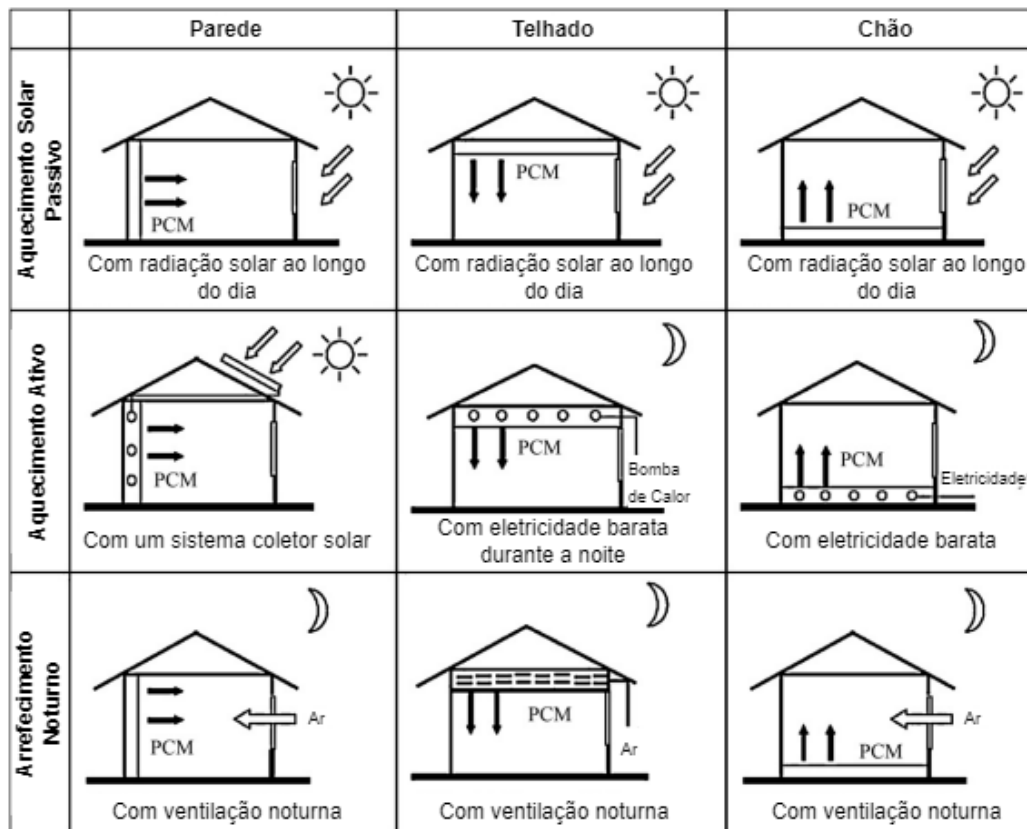 Parede
Telhado
Chão
Aquecimento Solar
Passivo
PCM
Com radiação solar ao longo
do dia
PCM
Com radiação solar ao longo
do dia
PCM
Com radiação solar ao longo
do dia
Aquecimento Ativo
PCM
Com um sistema coletor solar
PCM
Bomba
de Calor
Com eletricidade barata
durante a noite
PCM
Eletricidade
Com eletricidade barata
Arrefecimento
Noturno
Ar
PCM
Com ventilação noturna
PCM
Ar
Com ventilação noturna
Ar
PCM
Com ventilação noturna